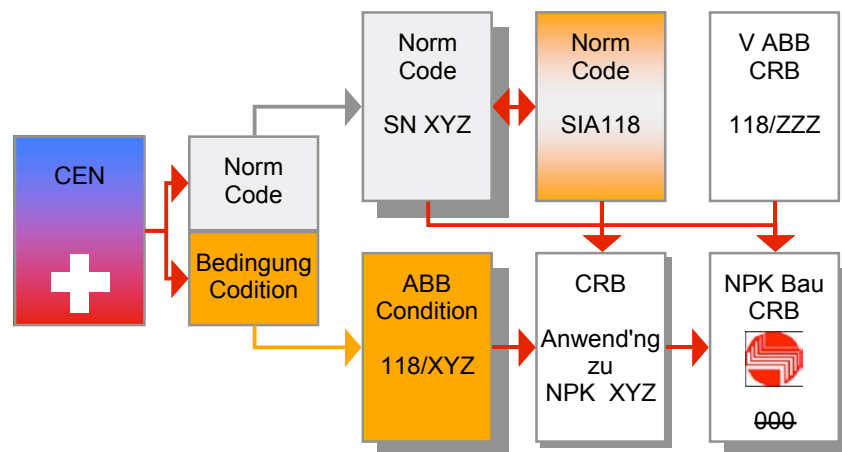 CEN
Norm
Code
Bedingung
Codition
Norm
Code
SN XYZ
Norm
Code
SIA118
V ABB
CRB
118/ZZZ
ABB
Condition
118/XYZ
CRB
Anwend'ng
zu
NPK XYZ
NPK Bau
CRB
000